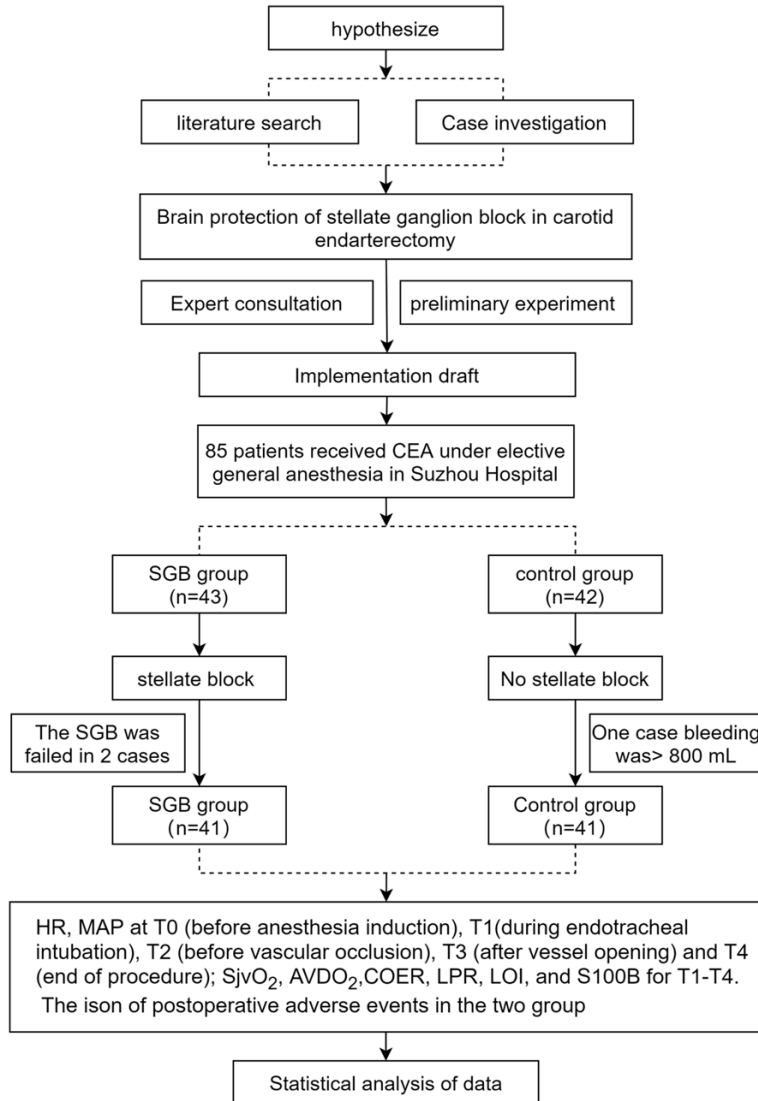 hypothesize
literature search
Case investigation
Brain protection of stellate ganglion block in carotid
endarterectomy
Expert consultation
preliminary experiment
Implementation draft
85 patients received CEA under elective
general anesthesia in Suzhou Hospital
SGB group
(n=43)
control group
(n=42)
stellate block
No stellate block
The SGB was
failed in 2 cases
One case bleeding
was> 800 mL
SGB group
(n=41)
Control group
(n=41)
HR, MAP at T0 (before anesthesia induction), T1(during endotracheal
intubation), T2 (before vascular occlusion), T3 (after vessel opening) and T4
(end of procedure); SjvO₂, AVDO₂,COER, LPR, LOI, and S100B for T1-T4.
The ison of postoperative adverse events in the two group
Statistical analysis of data